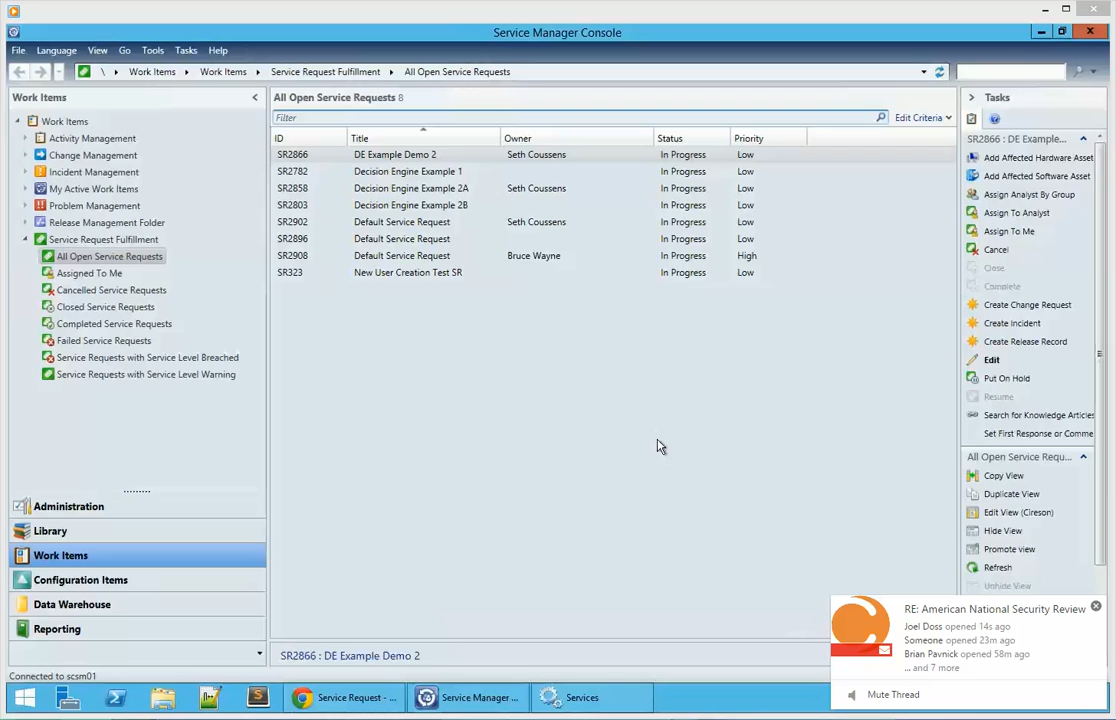 Service Manager Console
File Language View Go Tools Tasks Help
\ Work Items Work Items Service Request Fulfillment All Open Service Requests
Work Items
Work Items
Activity Management
Change Management
Incident Management
My Active Work Items
Problem Management
Release Management Folder
Service Request Fulfillment
All Open Service Requests
Assigned To Me
Cancelled Service Requests
Closed Service Requests
Completed Service Requests
Failed Service Requests
Service Requests with Service Level Breached
Service Requests with Service Level Warning
Administration
Library
Work Items
Configuration Items
Data Warehouse
Reporting
All Open Service Requests 8
Filter Edit Criteria
ID Title Owner Status Priority
SR2866 DE Example Demo 2 Seth Coussens In Progress Low
SR2782 Decision Engine Example 1 In Progress Low
SR2858 Decision Engine Example 2A Seth Coussens In Progress Low
SR2803 Decision Engine Example 2B In Progress Low
SR2902 Default Service Request Seth Coussens In Progress Low
SR2896 Default Service Request In Progress Low
SR2908 Default Service Request Bruce Wayne In Progress High
SR323 New User Creation Test SR In Progress Low
SR2866 : DE Example Demo 2
Tasks
SR2866 : DE Example...
Add Affected Hardware Asset
Add Affected Software Asset
Assign Analyst By Group
Assign To Analyst
Assign To Me
Cancel
Close
Complete
Create Change Request
Create Incident
Create Release Record
Edit
Put On Hold
Resume
Search for Knowledge Articles
Set First Response or Comme
All Open Service Requ...
Copy View
Duplicate View
Edit View (Cireson)
Hide View
Promote view
Refresh
Unhide View
RE: American National Security Review
Joel Doss opened 14s ago
Someone opened 23m ago
Brian Pavnick opened 58m ago
... and 7 more
Mute Thread
Connected to scsm01
Service Request - ... Service Manager ... Services